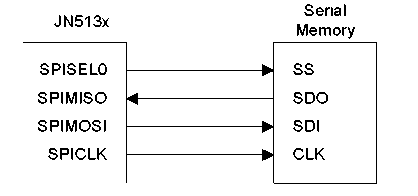 JN513x
Serial
Memory
SPISEL0 SS
SPIMISO SDO
SPIMOSI SDI
SPICLK CLK